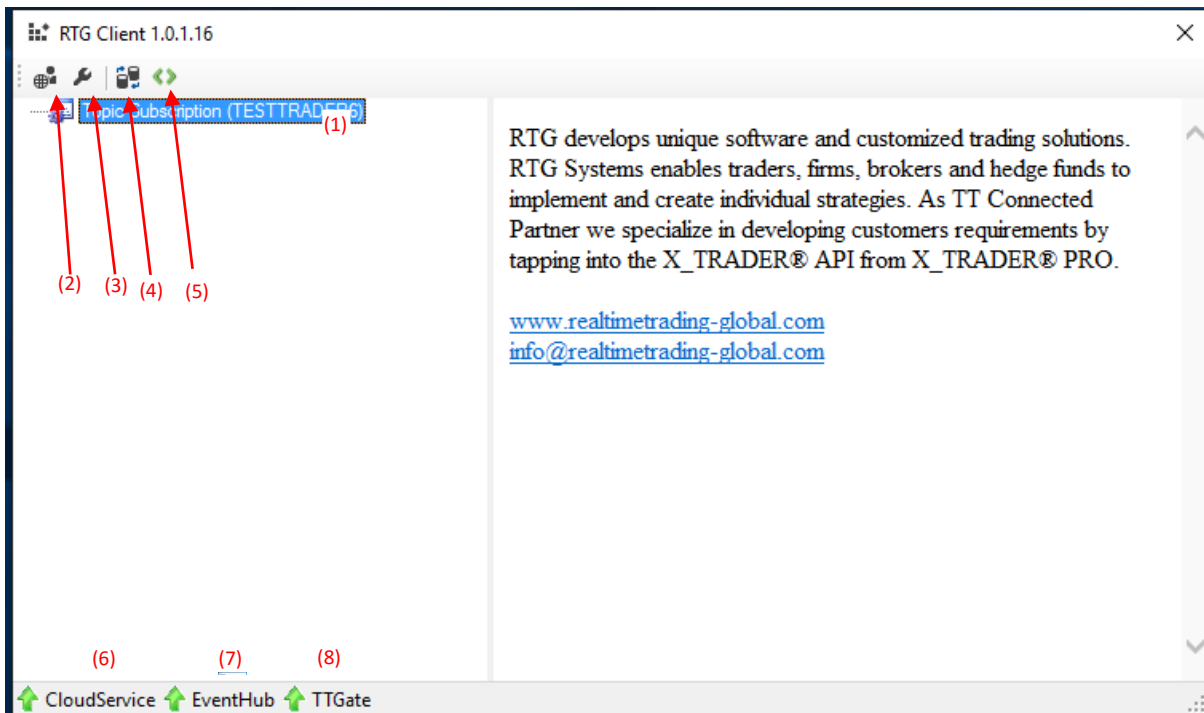 RTG Client 1.0.1.16
Topic Subscription (TESTTRADER6)
(1)
RTG develops unique software and customized trading solutions.
RTG Systems enables traders, firms, brokers and hedge funds to
implement and create individual strategies. As TT Connected
Partner we specialize in developing customers requirements by
tapping into the X_TRADER® API from X_TRADER® PRO.
www.realtimetrading-global.com
info@realtimetrading-global.com
(2) (3) (4) (5)
(6) (7) (8)
CloudService EventHub TTGate